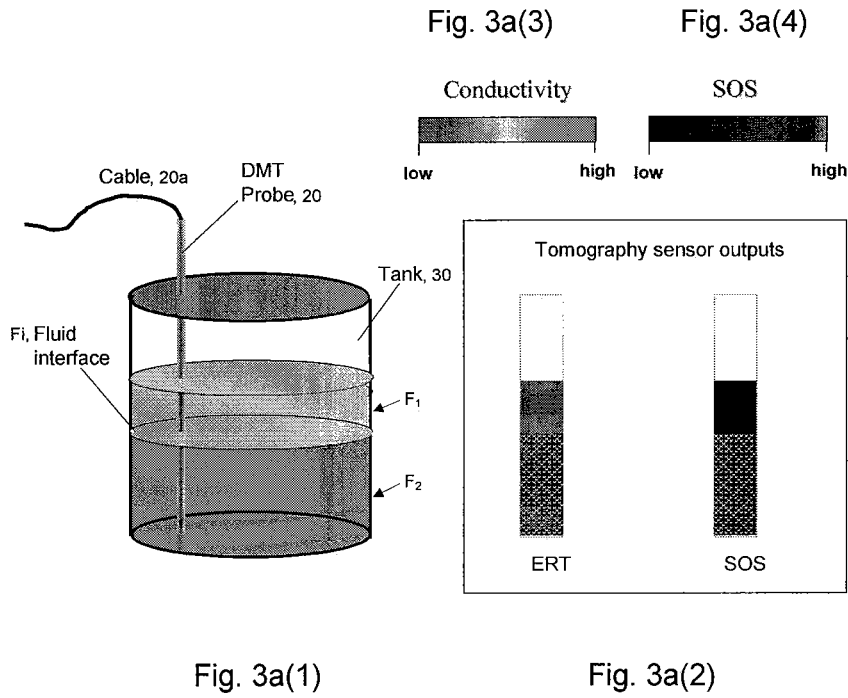 Fig. 3a(3)
Fig. 3a(4)
Conductivity
SOS
low
high
low
high
Cable, 20a
DMT
Probe, 20
Tank, 30
Fi, Fluid
interface
F₁
F₂
Tomography sensor outputs
ERT
SOS
Fig. 3a(1)
Fig. 3a(2)